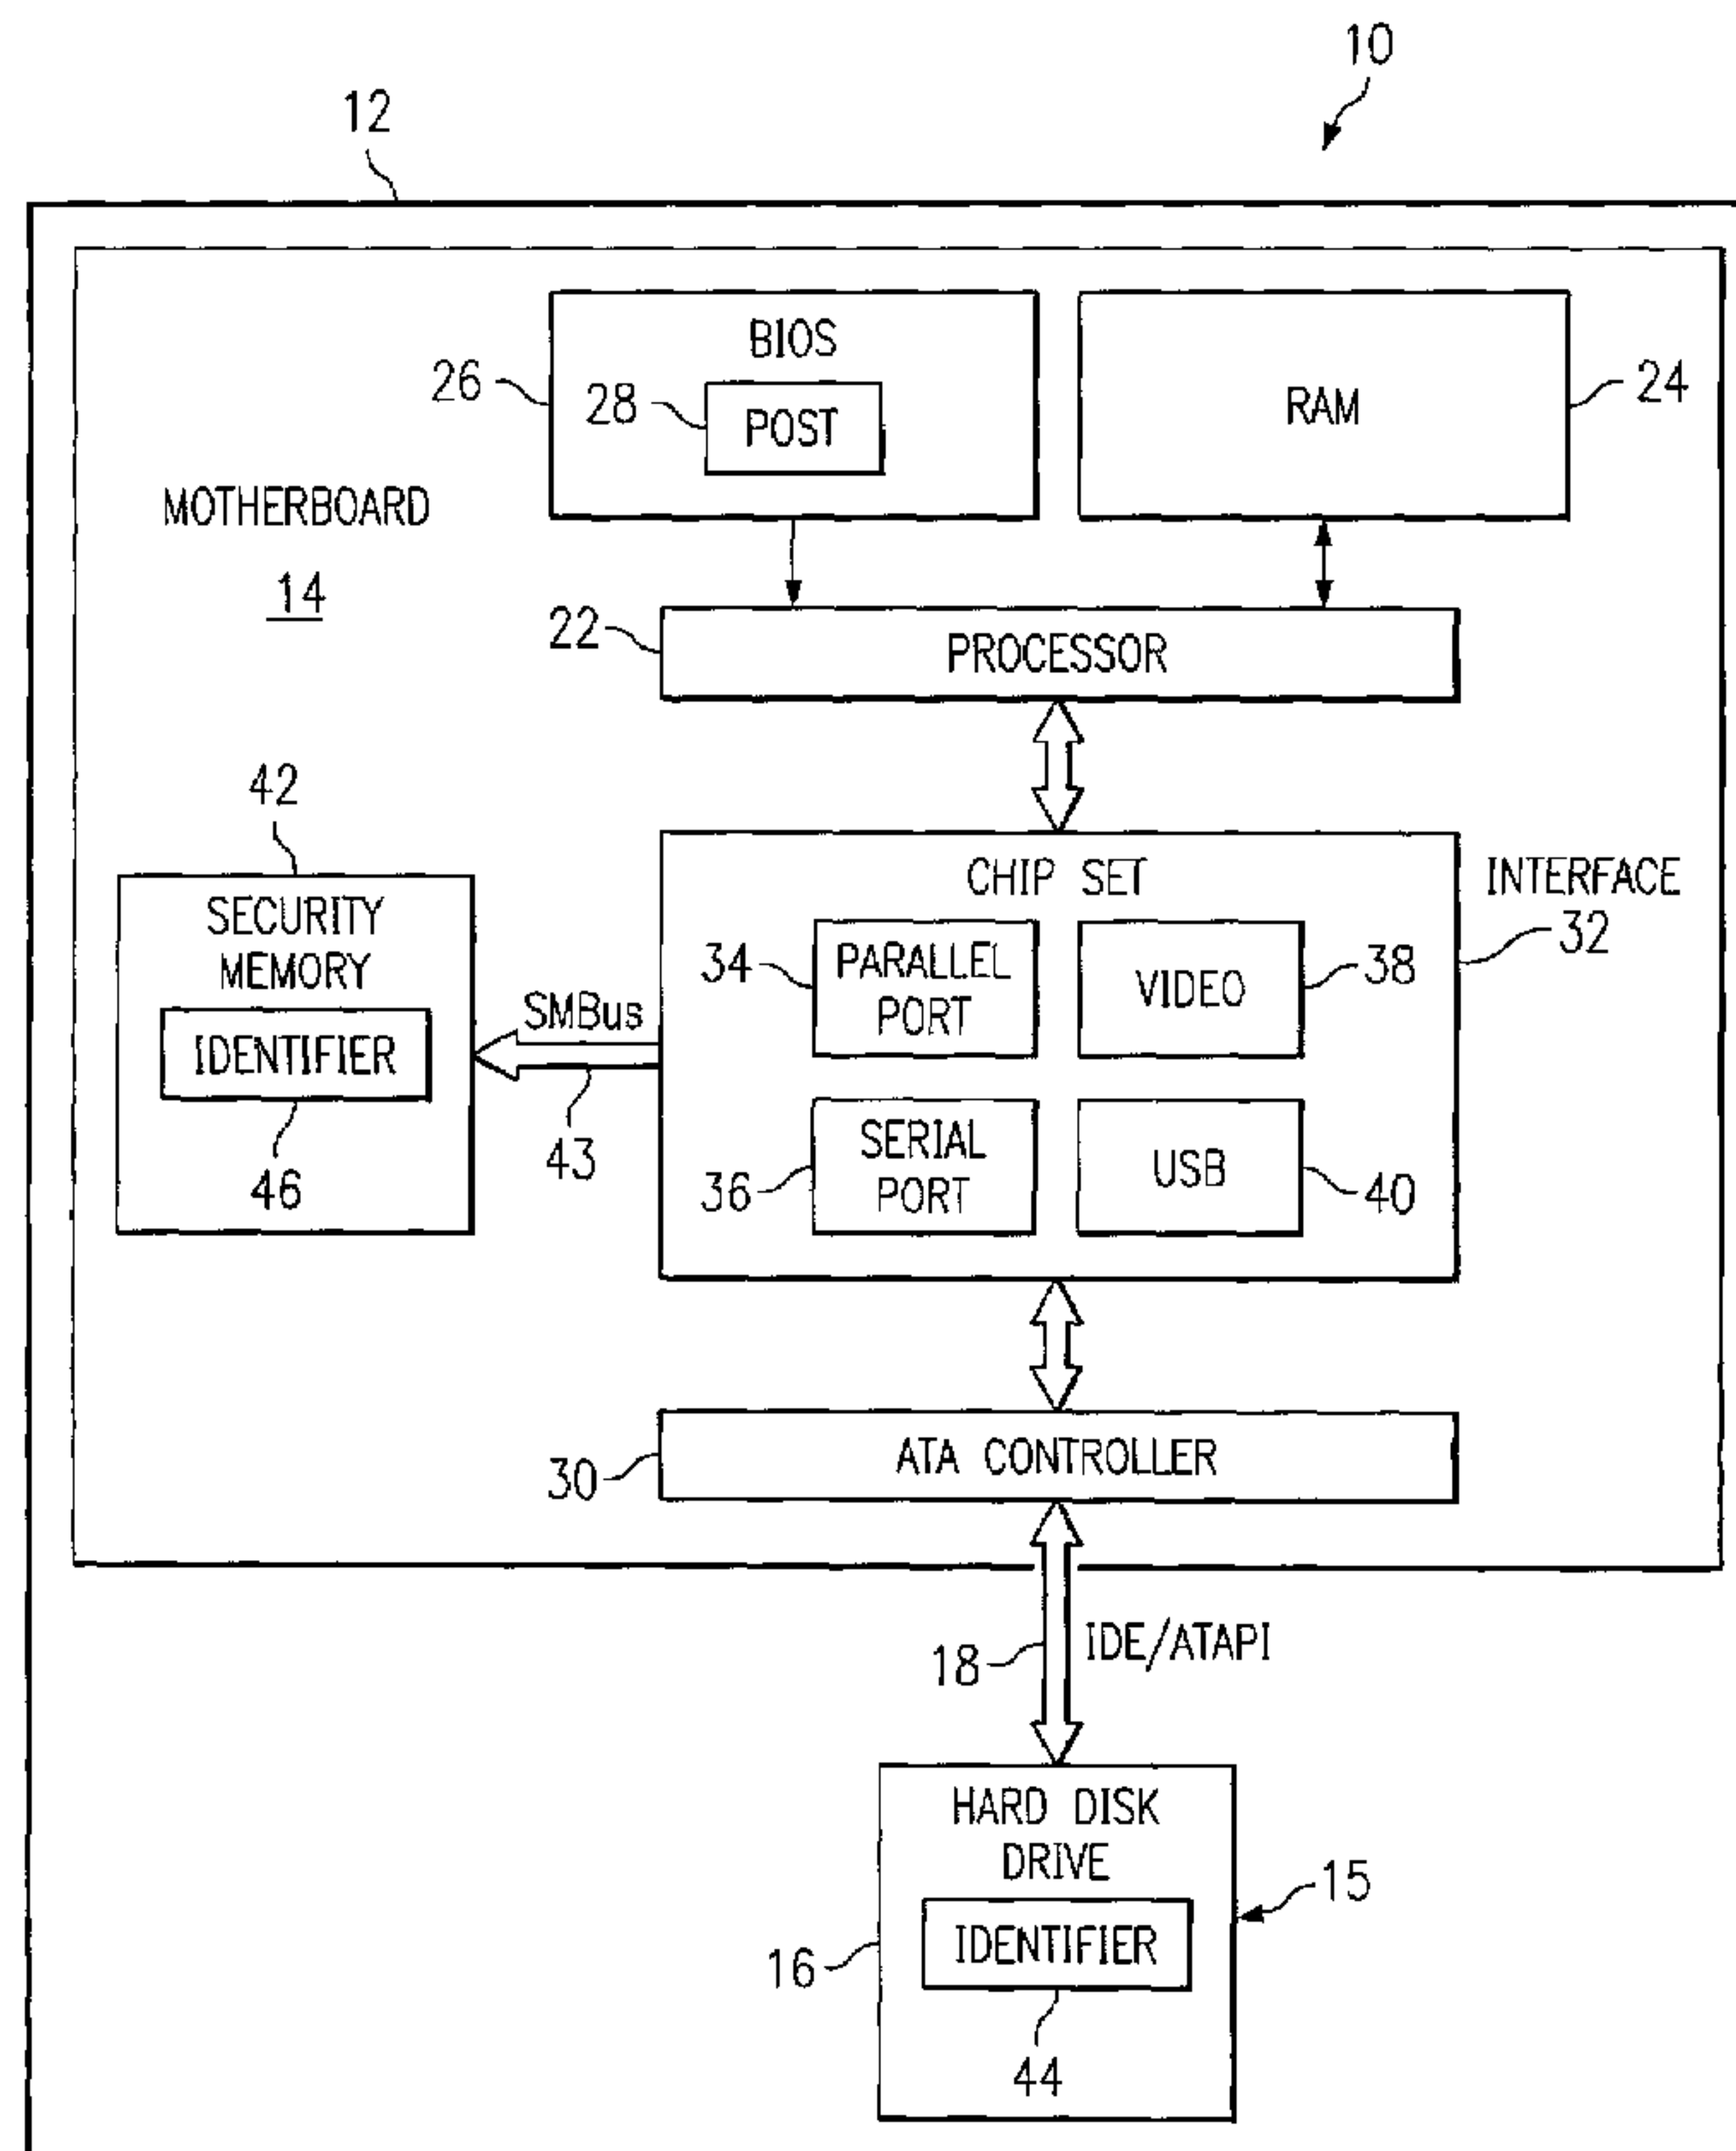 10
12
BIOS
26
28
POST
RAM
24
MOTHERBOARD
14
22
PROCESSOR
42
SECURITY
MEMORY
IDENTIFIER
46
SMBus
43
CHIP SET
INTERFACE
32
34
PARALLEL
PORT
VIDEO
38
36
SERIAL
PORT
USB
40
30
ATA CONTROLLER
18
IDE/ATAPI
HARD DISK
DRIVE
15
16
IDENTIFIER
44